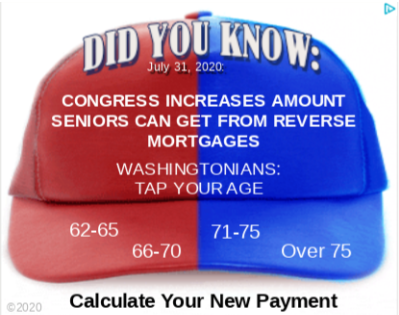 DID YOU KNOW:
July 31, 2020:
CONGRESS INCREASES AMOUNT
SENIORS CAN GET FROM REVERSE
MORTGAGES
WASHINGTONIANS:
TAP YOUR AGE
62-65
71-75
66-70
Over 75
©2020
Calculate Your New Payment